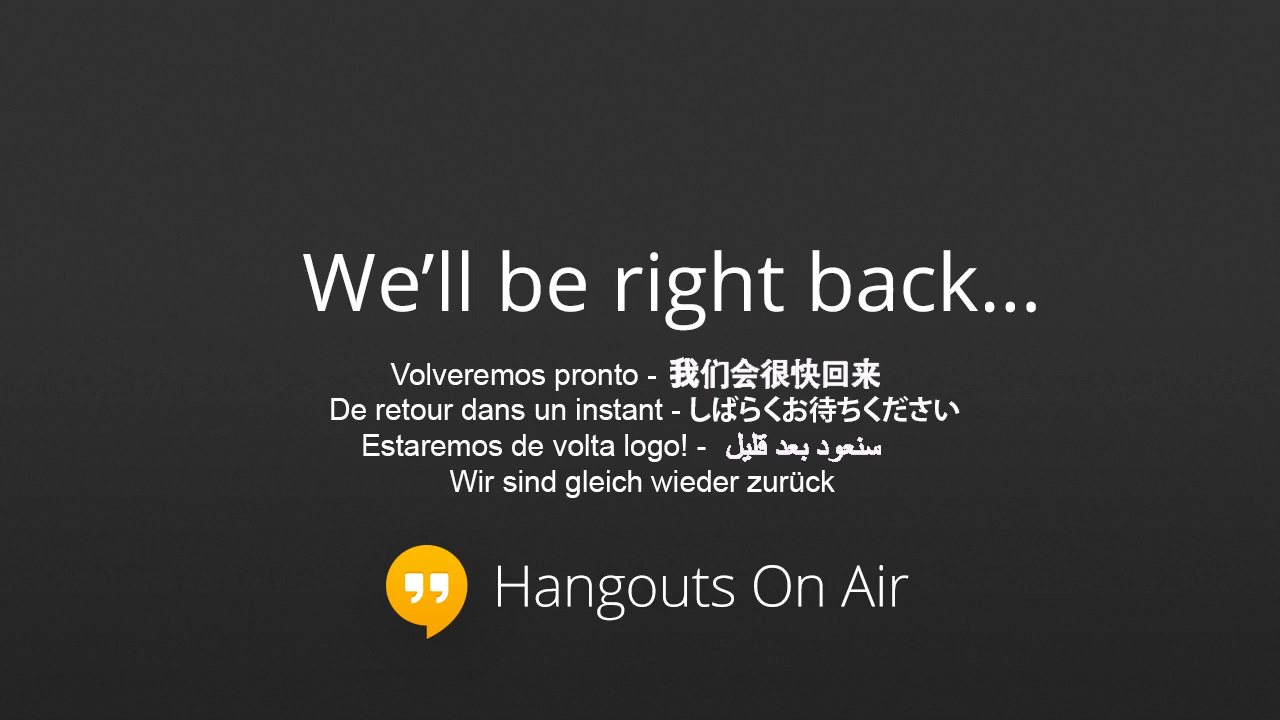 We’ll be right back...
Volveremos pronto - 我们会很快回来
De retour dans un instant - しばらくお待ちください
Estaremos de volta logo! - سنعود بعد قليل
Wir sind gleich wieder zurück
Hangouts On Air